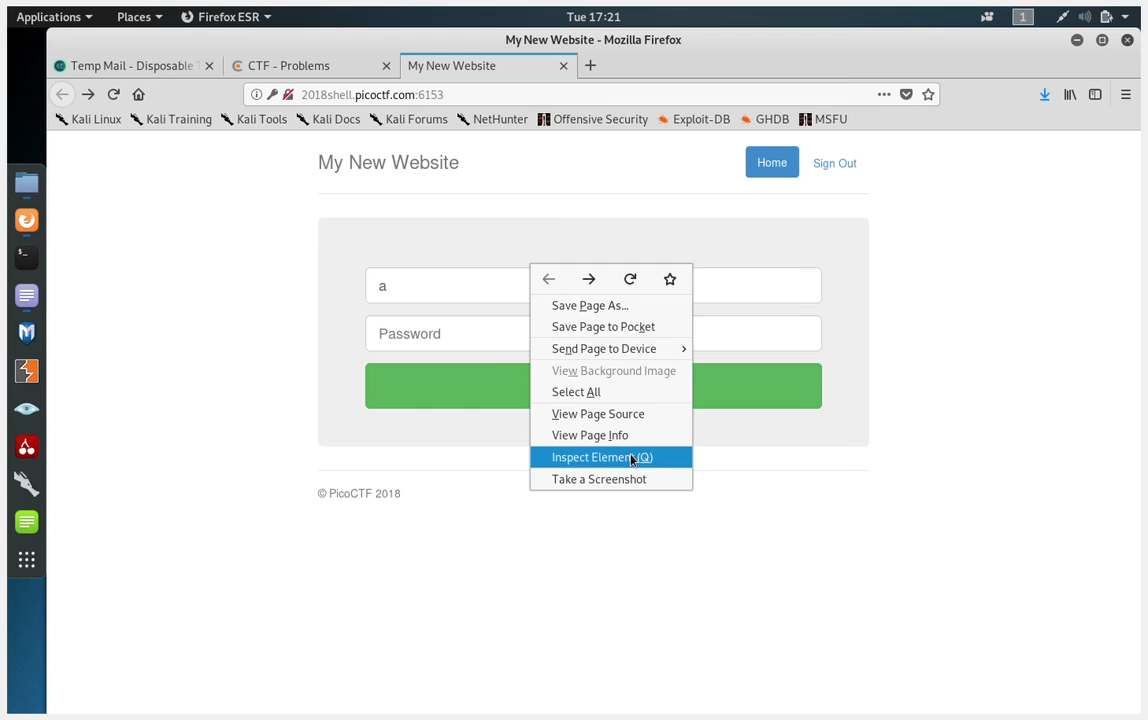 Applications Places Firefox ESR Tue 17:21 1
My New Website - Mozilla Firefox
Temp Mail - Disposable CTF - Problems My New Website
2018shell.picoctf.com:6153
Kali Linux Kali Training Kali Tools Kali Docs Kali Forums NetHunter Offensive Security Exploit-DB GHDB MSFU
My New Website Home Sign Out
a
Password
Save Page As...
Save Page to Pocket
Send Page to Device
View Background Image
Select All
View Page Source
View Page Info
Inspect Element (Q)
Take a Screenshot
© PicoCTF 2018